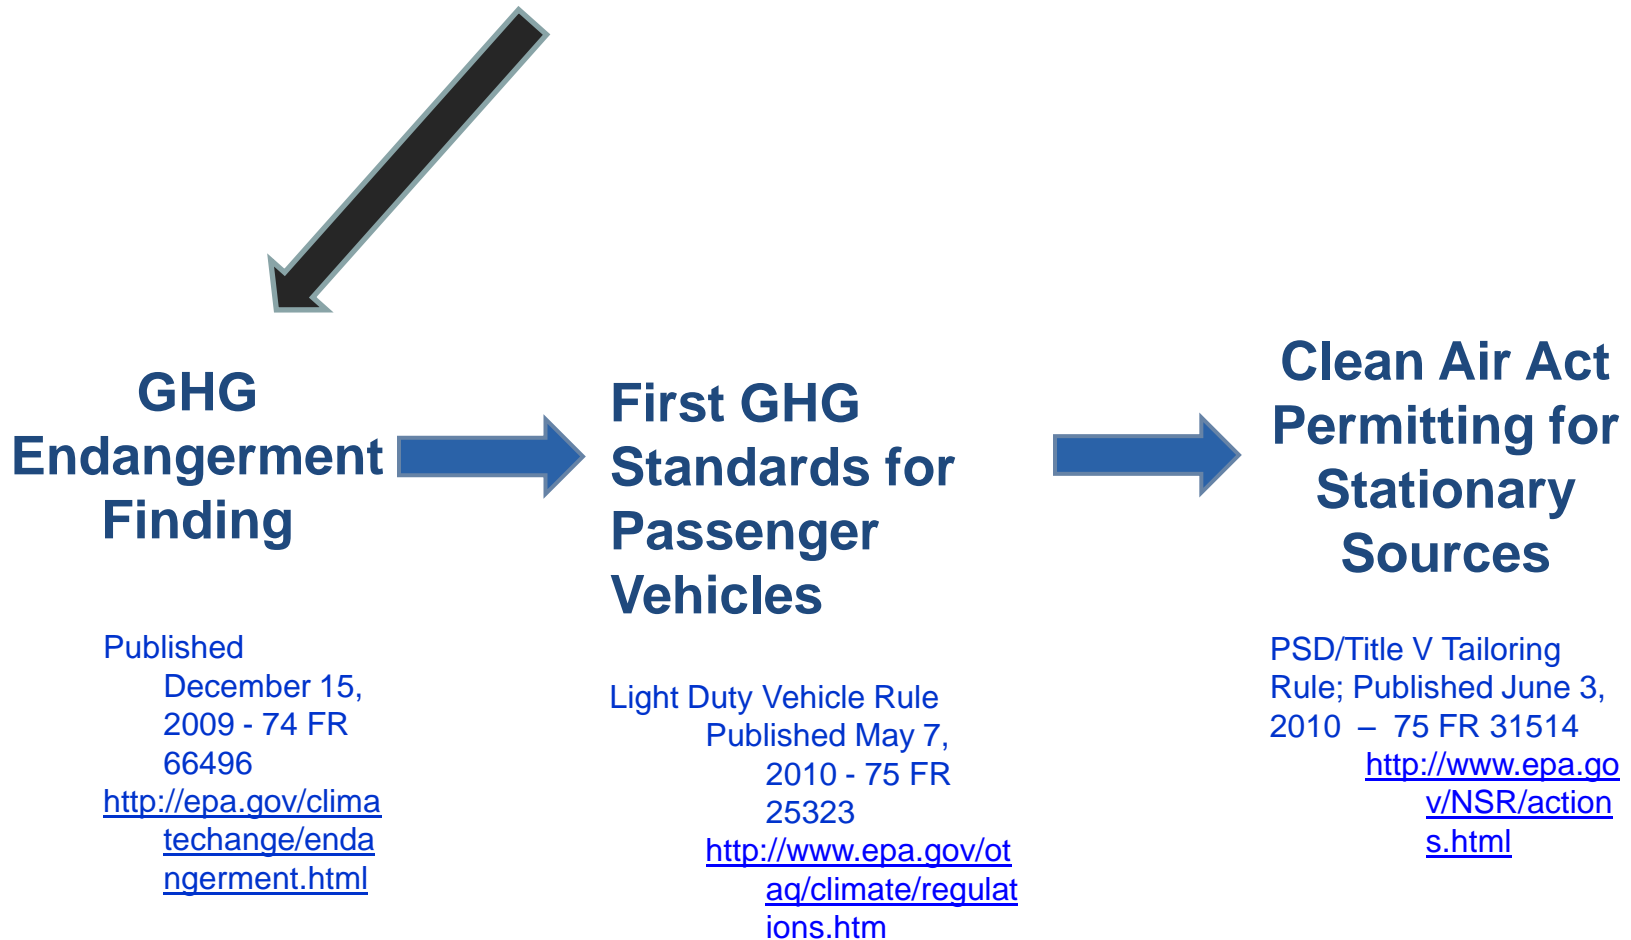 GHG
Endangerment
Finding
Published
December 15,
2009 - 74 FR
66496
http://epa.gov/clima
techange/enda
ngerment.html
First GHG
Standards for
Passenger
Vehicles
Light Duty Vehicle Rule
Published May 7,
2010 - 75 FR
25323
http://www.epa.gov/ot
aq/climate/regulat
ions.htm
Clean Air Act
Permitting for
Stationary
Sources
PSD/Title V Tailoring
Rule; Published June 3,
2010 – 75 FR 31514
http://www.epa.go
v/NSR/action
s.html